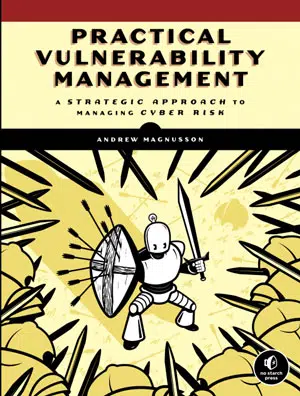 PRACTICAL
VULNERABILITY
MANAGEMENT
A STRATEGIC APPROACH TO
MANAGING CYBER RISK
ANDREW MAGNUSSON
no starch
press